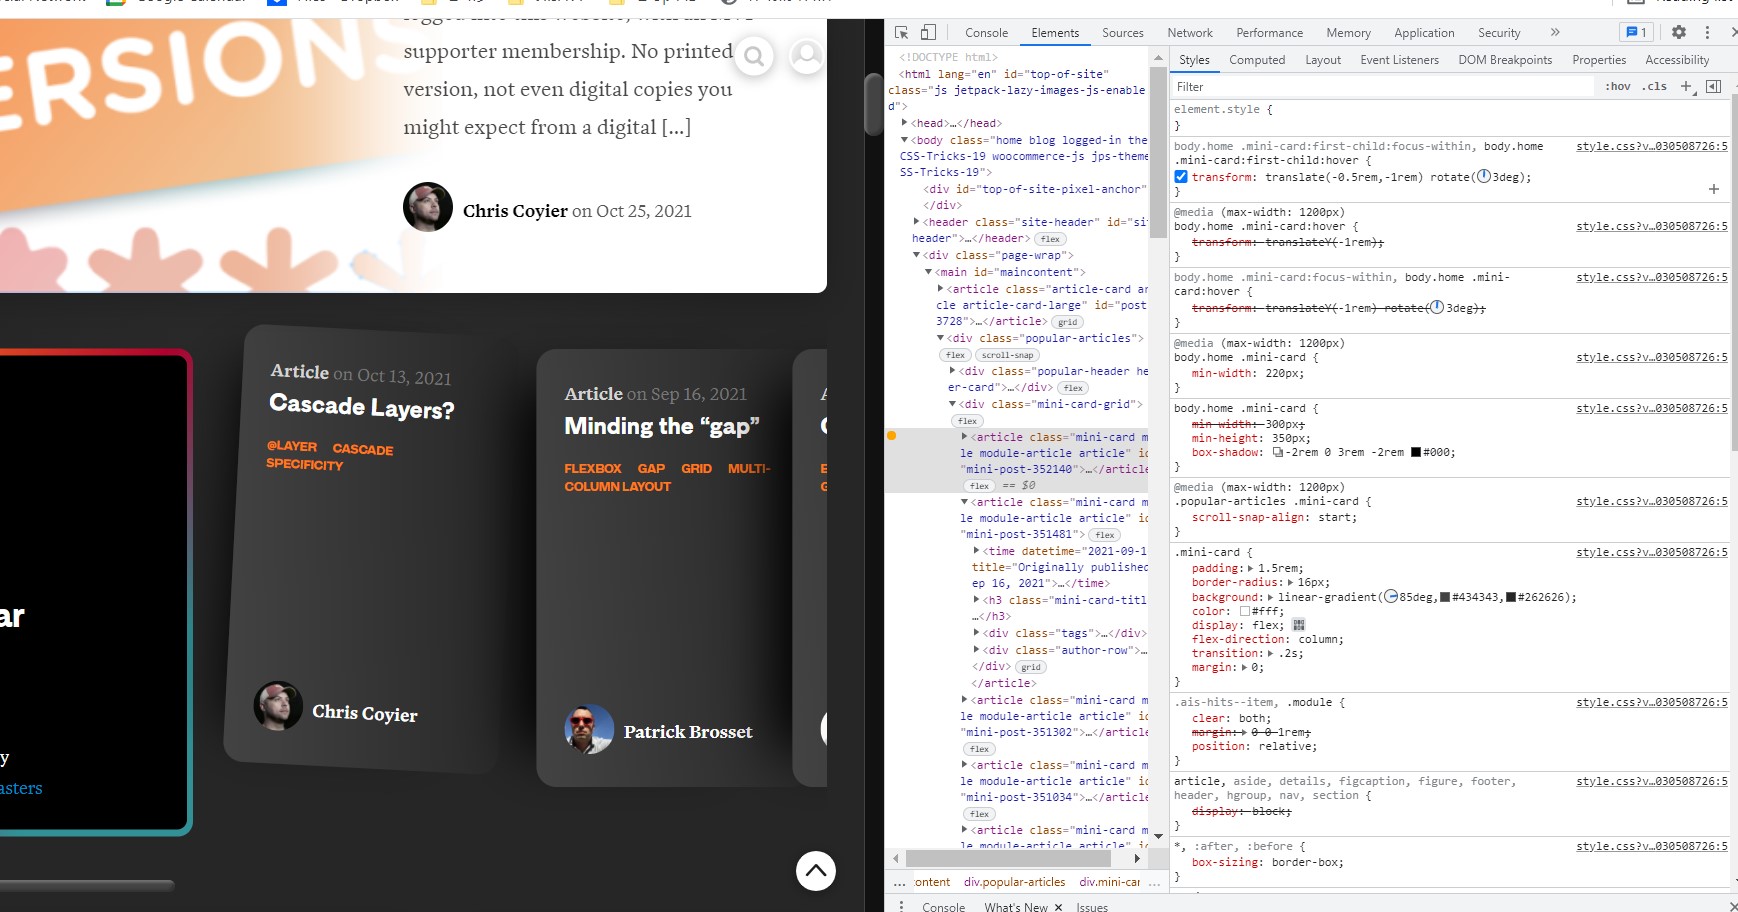 Reading list
logged into this website, with an MVP
supporter membership. No printed
version, not even digital copies you
might expect from a digital […]
Chris Coyier on Oct 25, 2021
ERSIONS
Article on Oct 13, 2021
Cascade Layers?
@LAYER CASCADE
SPECIFICITY
Chris Coyier
Article on Sep 16, 2021
Minding the “gap”
FLEXBOX GAP GRID MULTI-
COLUMN LAYOUT
Patrick Brosset
ar
y
asters
Console Elements Sources Network Performance Memory Application Security » 1
<!DOCTYPE html>
<html lang="en" id="top-of-site"
class="js jetpack-lazy-images-js-enable
d">
<head>…</head>
<body class="home blog logged-in the
CSS-Tricks-19 woocommerce-js jps-theme
SS-Tricks-19">
<div id="top-of-site-pixel-anchor"
</div>
<header class="site-header" id="sit
header">…</header> flex
<div class="page-wrap">
<main id="maincontent">
<article class="article-card ar
cle article-card-large" id="post
3728">…</article> grid
<div class="popular-articles">
flex scroll-snap
<div class="popular-header he
er-card">…</div> flex
<div class="mini-card-grid">
flex
<article class="mini-card m
le module-article article" id
"mini-post-352140">…</article
flex == $0
<article class="mini-card m
le module-article article" id
"mini-post-351481"> flex
<time datetime="2021-09-1
title="Originally published
ep 16, 2021">…</time>
<h3 class="mini-card-titl
…</h3>
<div class="tags">…</div>
<div class="author-row">…
</div> grid
</article>
<article class="mini-card m
le module-article article" id
"mini-post-351302">…</article
flex
<article class="mini-card m
le module-article article" id
"mini-post-351034">…</article
flex
<article class="mini-card m
le module-article article" id
… ontent div.popular-articles div.mini-car …
Styles Computed Layout Event Listeners DOM Breakpoints Properties Accessibility
Filter :hov .cls +
element.style {
}
body.home .mini-card:first-child:focus-within, body.home style.css?v…030508726:5
.mini-card:first-child:hover {
transform: translate(-0.5rem,-1rem) rotate(3deg);
}
@media (max-width: 1200px)
body.home .mini-card:hover { style.css?v…030508726:5
transform: translateY(-1rem);
}
body.home .mini-card:focus-within, body.home .mini- style.css?v…030508726:5
card:hover {
transform: translateY(-1rem) rotate(3deg);
}
@media (max-width: 1200px)
body.home .mini-card { style.css?v…030508726:5
min-width: 220px;
}
body.home .mini-card { style.css?v…030508726:5
min-width: 300px;
min-height: 350px;
box-shadow: -2rem 0 3rem -2rem #000;
}
@media (max-width: 1200px)
.popular-articles .mini-card { style.css?v…030508726:5
scroll-snap-align: start;
}
.mini-card { style.css?v…030508726:5
padding: 1.5rem;
border-radius: 16px;
background: linear-gradient(85deg,#434343,#262626);
color: #fff;
display: flex;
flex-direction: column;
transition: .2s;
margin: 0;
}
.ais-hits--item, .module { style.css?v…030508726:5
clear: both;
margin: 0 0 1rem;
position: relative;
}
article, aside, details, figcaption, figure, footer, style.css?v…030508726:5
header, hgroup, nav, section {
display: block;
}
*, :after, :before { style.css?v…030508726:5
box-sizing: border-box;
}
Console What's New × Issues